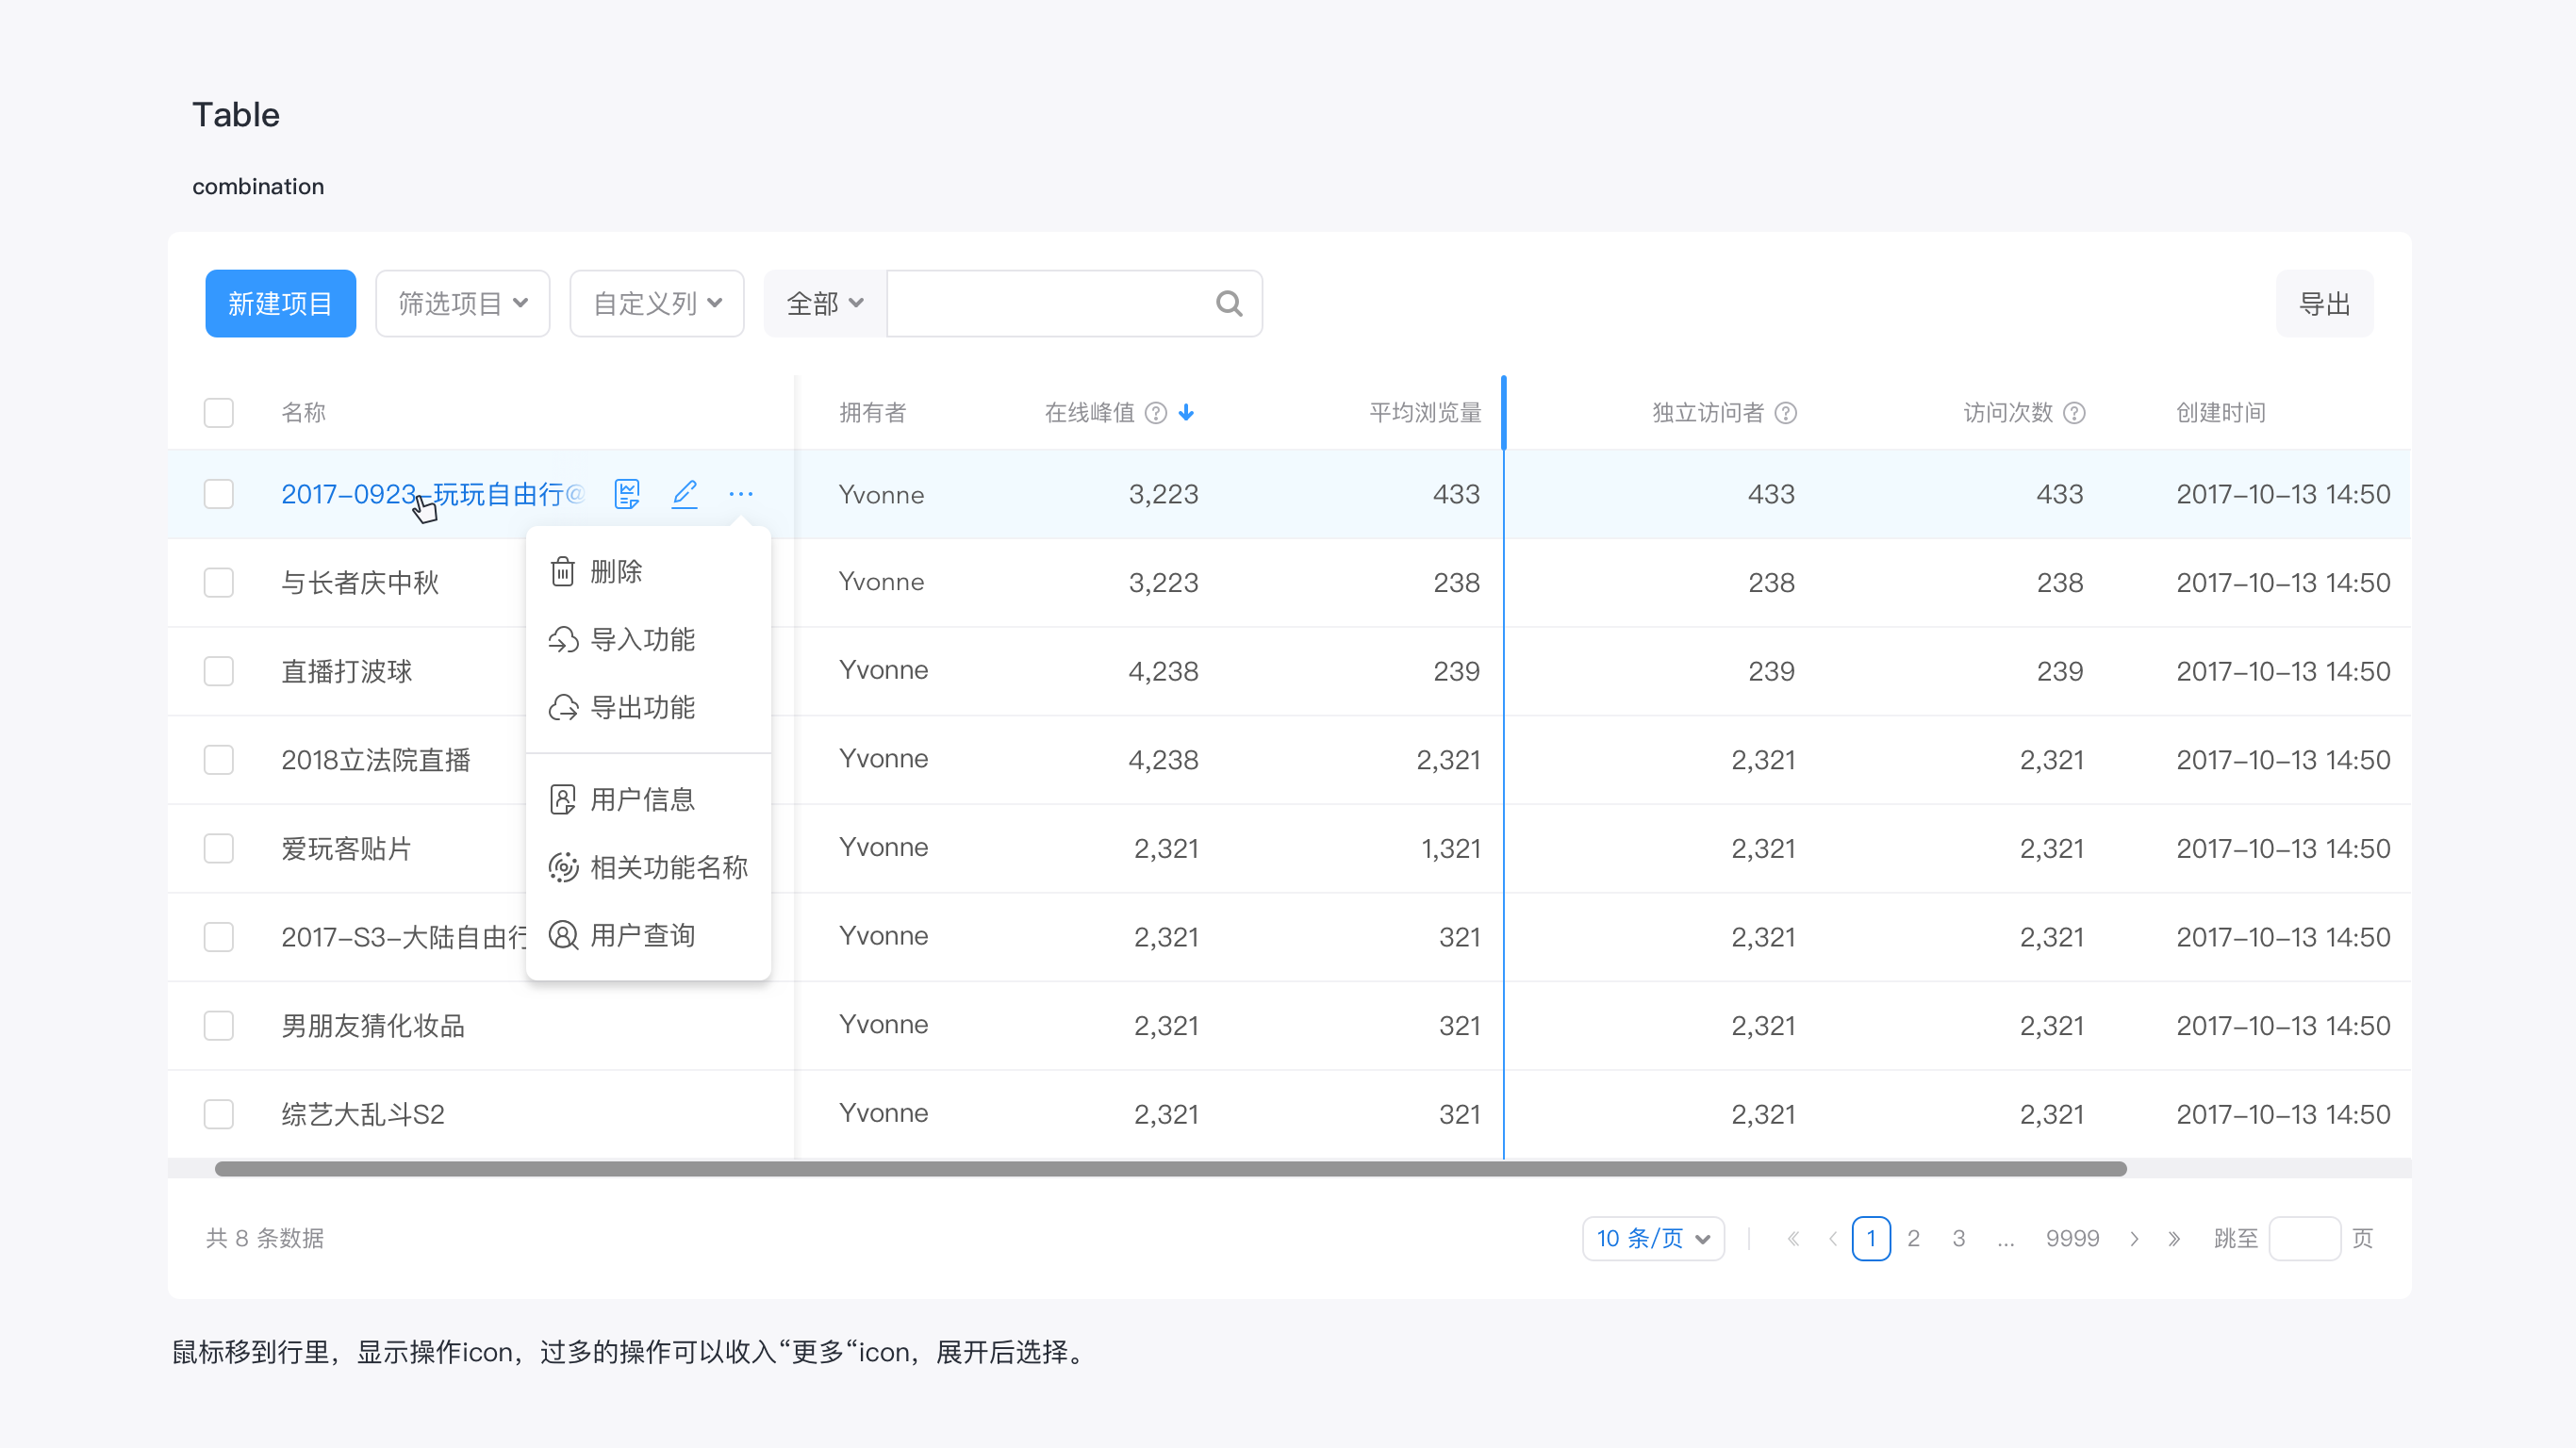 Table
combination
新建项目 筛选项目 自定义列 全部 导出
名称 拥有者 在线峰值 平均浏览量 独立访问者 访问次数 创建时间
2017-0923-玩玩自由行@ Yvonne 3,223 433 433 433 2017-10-13 14:50
与长者庆中秋 Yvonne 3,223 238 238 238 2017-10-13 14:50
直播打波球 Yvonne 4,238 239 239 239 2017-10-13 14:50
2018立法院直播 Yvonne 4,238 2,321 2,321 2,321 2017-10-13 14:50
爱玩客贴片 Yvonne 2,321 1,321 2,321 2,321 2017-10-13 14:50
2017-S3-大陆自由行 Yvonne 2,321 321 2,321 2,321 2017-10-13 14:50
男朋友猜化妆品 Yvonne 2,321 321 2,321 2,321 2017-10-13 14:50
综艺大乱斗S2 Yvonne 2,321 321 2,321 2,321 2017-10-13 14:50
删除
导入功能
导出功能
用户信息
相关功能名称
用户查询
共 8 条数据 10 条/页 1 2 3 ... 9999 跳至 页
鼠标移到行里，显示操作icon，过多的操作可以收入“更多“icon，展开后选择。